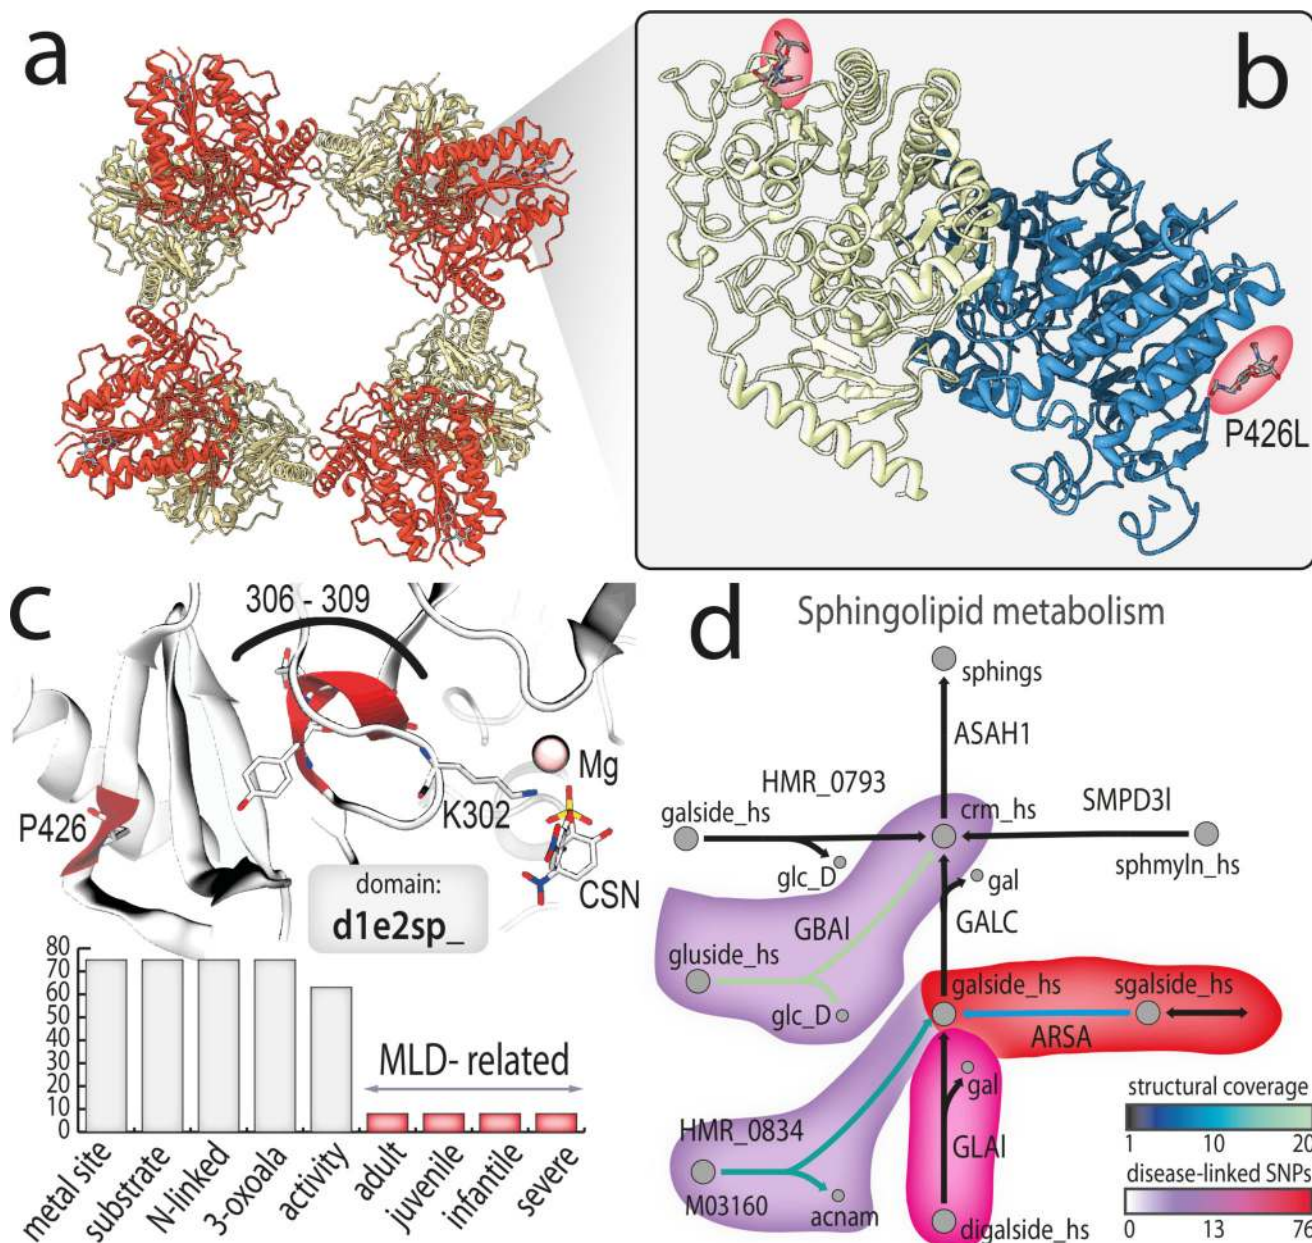 a
b
P426L
c
306 - 309
P426
K302
Mg
CSN
domain:
d1e2sp_
80
70
60
50
40
30
20
10
0
MLD- related
metal site
substrate
N-linked
3-oxoala
activity
adult
juvenile
infantile
severe
d
Sphingolipid metabolism
sphings
ASAH1
HMR_0793
galside_hs
crm_hs
SMPD3l
sphmyln_hs
glc_D
gal
GBAl
GALC
gluside_hs
glc_D
galside_hs
sgalside_hs
ARSA
gal
HMR_0834
GLAl
M03160
acnam
digalside_hs
structural coverage
1 10 20
disease-linked SNPs
0 13 76